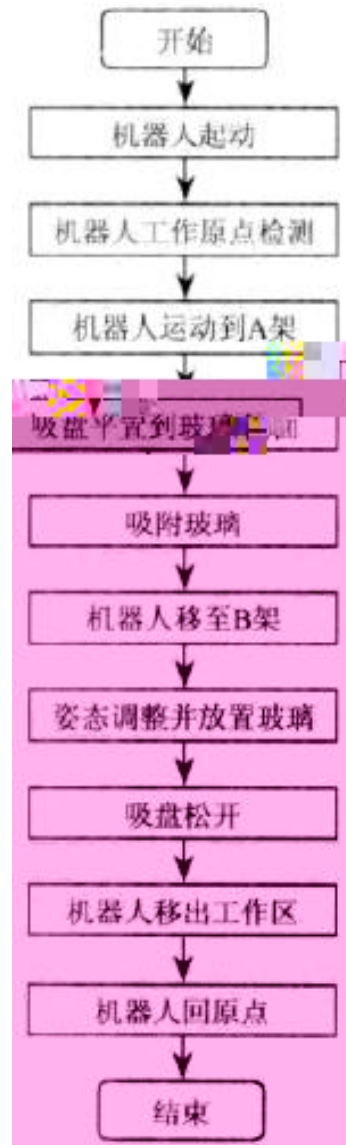 开始
机器人起动
机器人工作原点检测
机器人运动到A架
吸盘平置到玻璃
吸附玻璃
机器人移至B架
姿态调整并放置玻璃
吸盘松开
机器人移出工作区
机器人回原点
结束